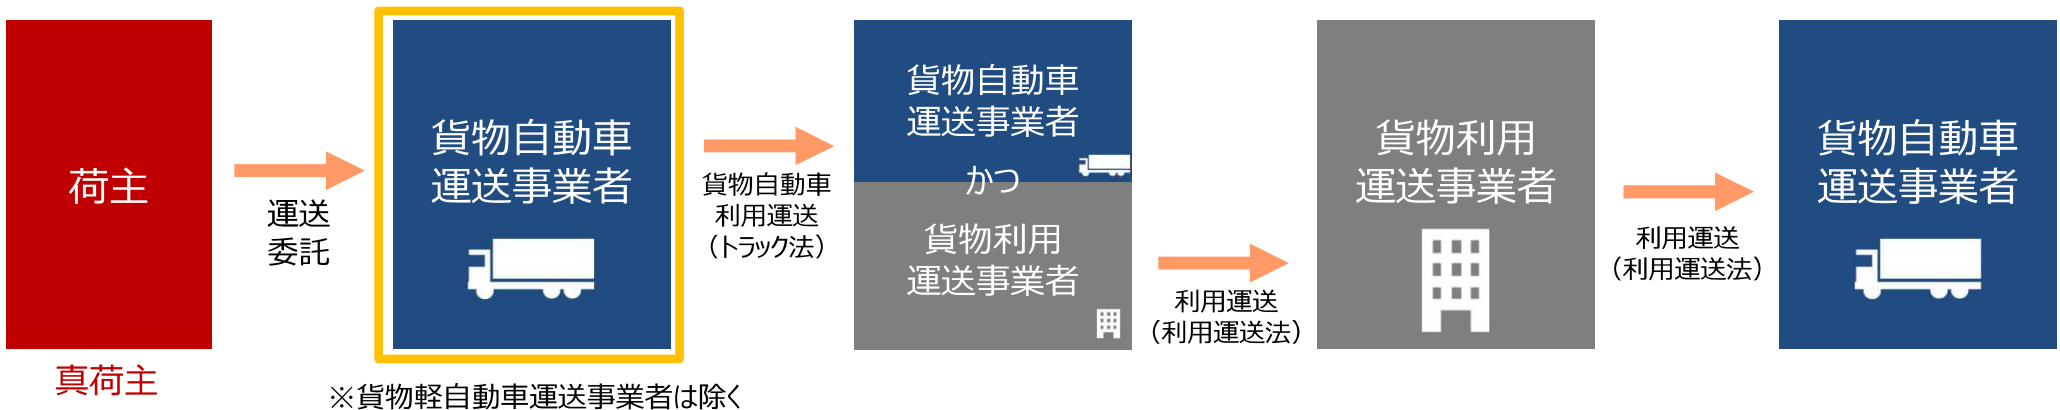 荷主
真荷主
運送
委託
貨物自動車
運送事業者
※貨物軽自動車運送事業者は除く
貨物自動車
利用運送
（トラック法）
貨物自動車
運送事業者
かつ
貨物利用
運送事業者
利用運送
（利用運送法）
貨物利用
運送事業者
利用運送
（利用運送法）
貨物自動車
運送事業者